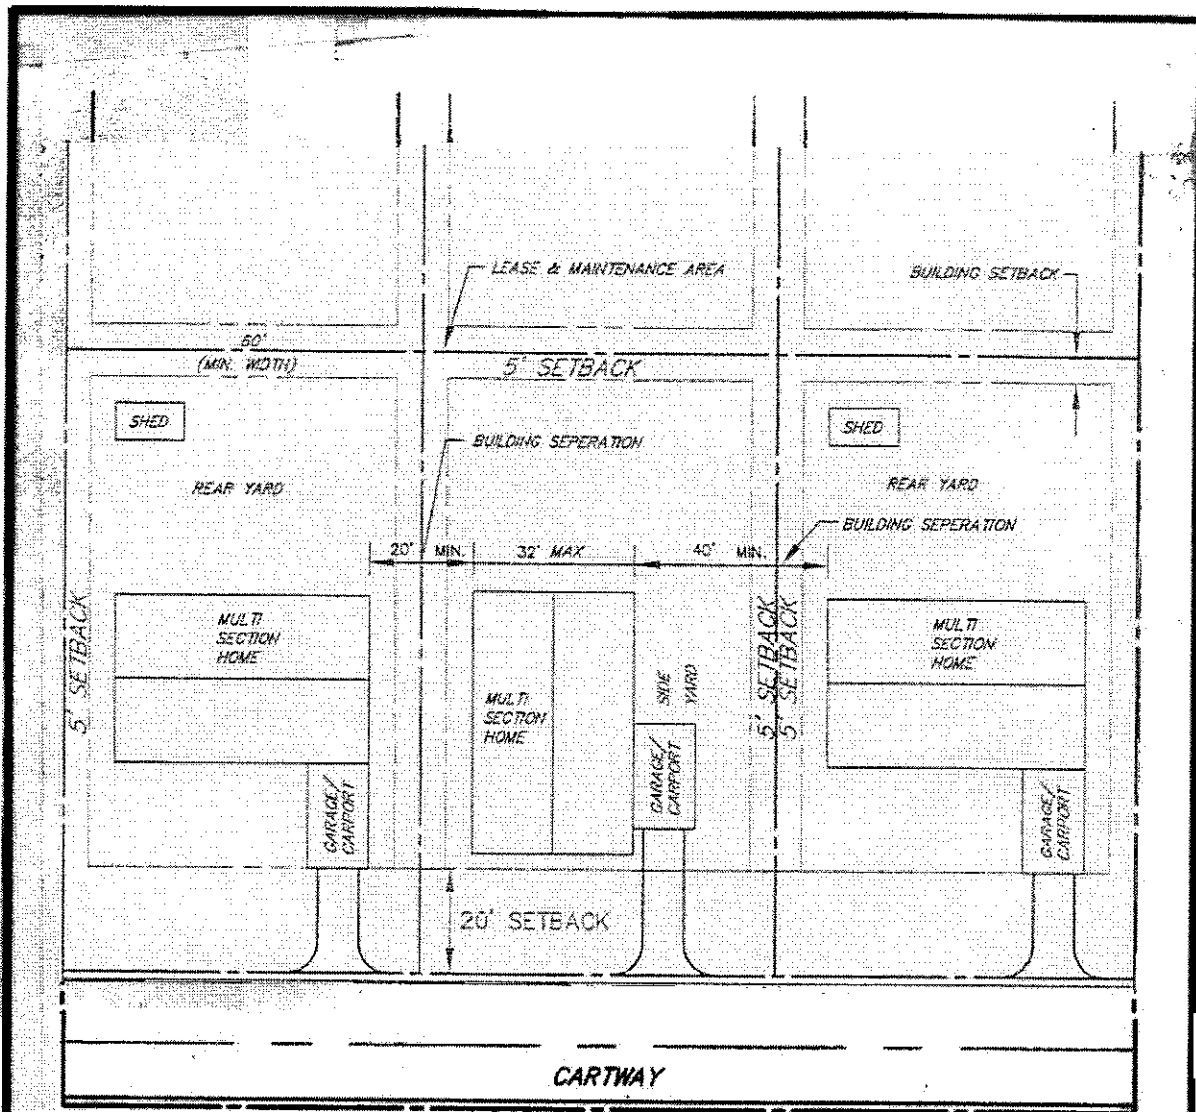 LEASE & MAINTENANCE AREA
BUILDING SETBACK
60'
(MIN. WIDTH)
5' SETBACK
SHED
SHED
BUILDING SEPERATION
REAR YARD
REAR YARD
BUILDING SEPERATION
20' MIN.
32' MAX
40' MIN.
5' SETBACK
MULTI
SECTION
HOME
MULTI
SECTION
HOME
SIDE
YARD
5' SETBACK
5' SETBACK
MULTI
SECTION
HOME
GARAGE/
CARPORT
GARAGE/
CARPORT
GARAGE/
CARPORT
20' SETBACK
CARTWAY